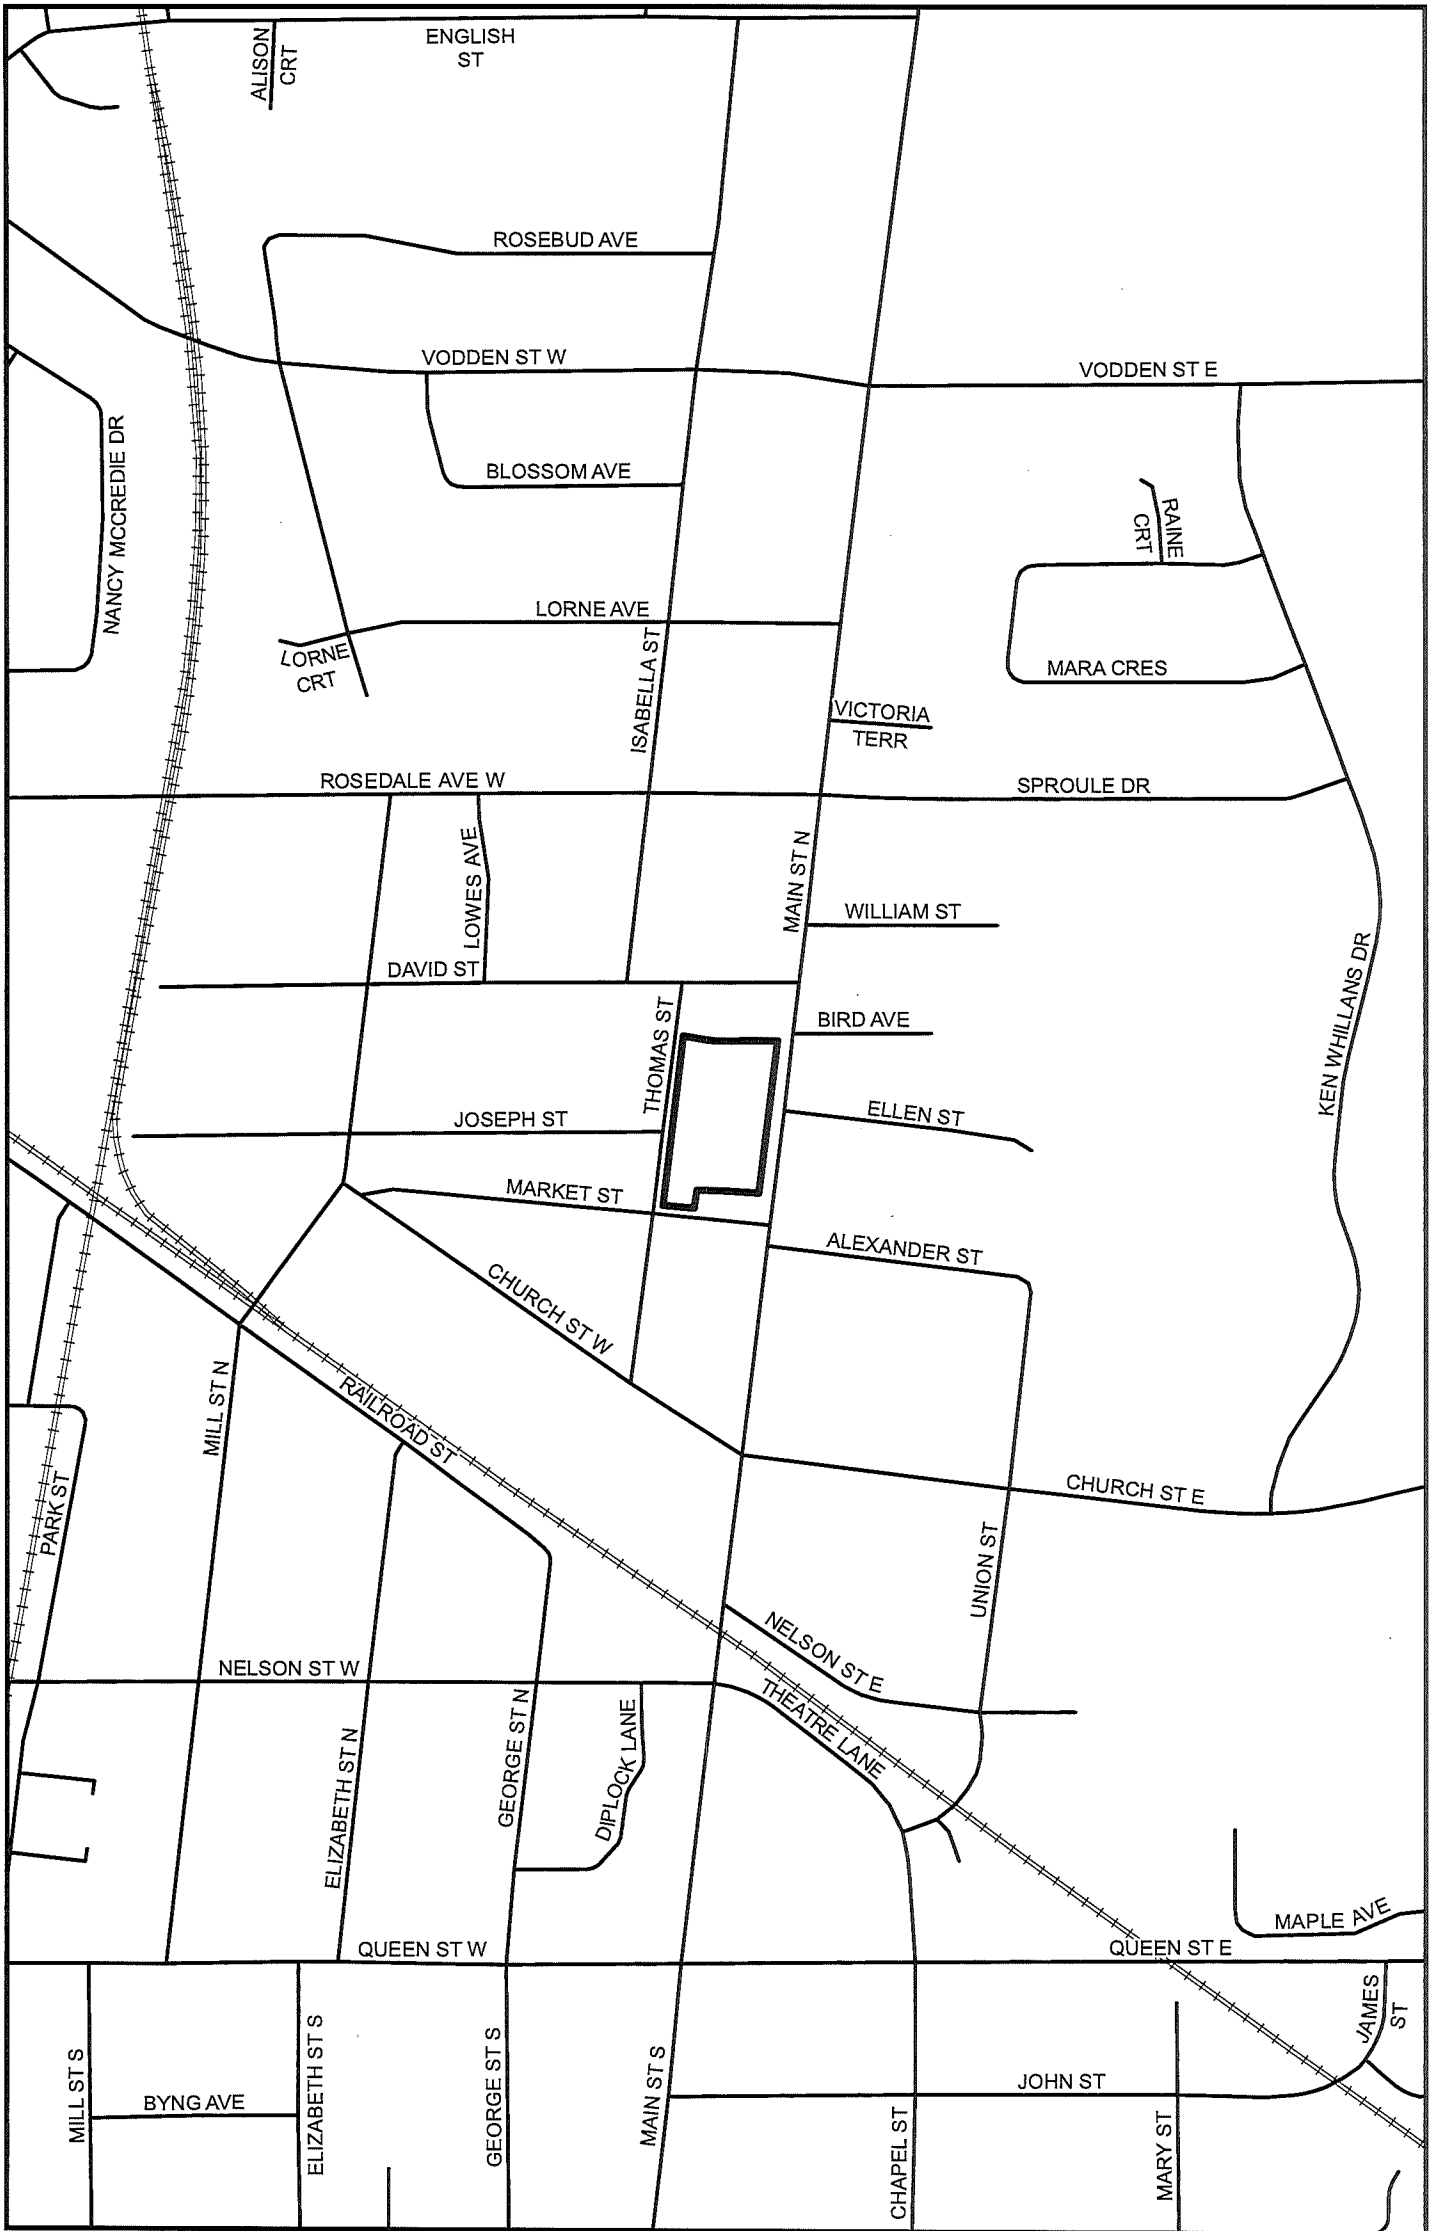 ENGLISH
ST
ALISON
CRT
ROSEBUD AVE
VODDEN ST W
VODDEN ST E
NANCY MCCREDIE DR
BLOSSOM AVE
RAINE
CRT
LORNE AVE
LORNE
CRT
ISABELLA ST
MARA CRES
VICTORIA
TERR
ROSEDALE AVE W
SPROULE DR
LOWES AVE
MAIN ST N
WILLIAM ST
DAVID ST
KEN WHILLANS DR
THOMAS ST
BIRD AVE
JOSEPH ST
ELLEN ST
MARKET ST
ALEXANDER ST
CHURCH ST W
MILL ST N
RAILROAD ST
PARK ST
CHURCH ST E
UNION ST
NELSON ST E
NELSON ST W
THEATRE LANE
ELIZABETH ST N
GEORGE ST N
DIPLOCK LANE
MAPLE AVE
QUEEN ST W
QUEEN ST E
JAMES
ST
MILL ST S
BYNG AVE
ELIZABETH ST S
GEORGE ST S
MAIN ST S
JOHN ST
CHAPEL ST
MARY ST